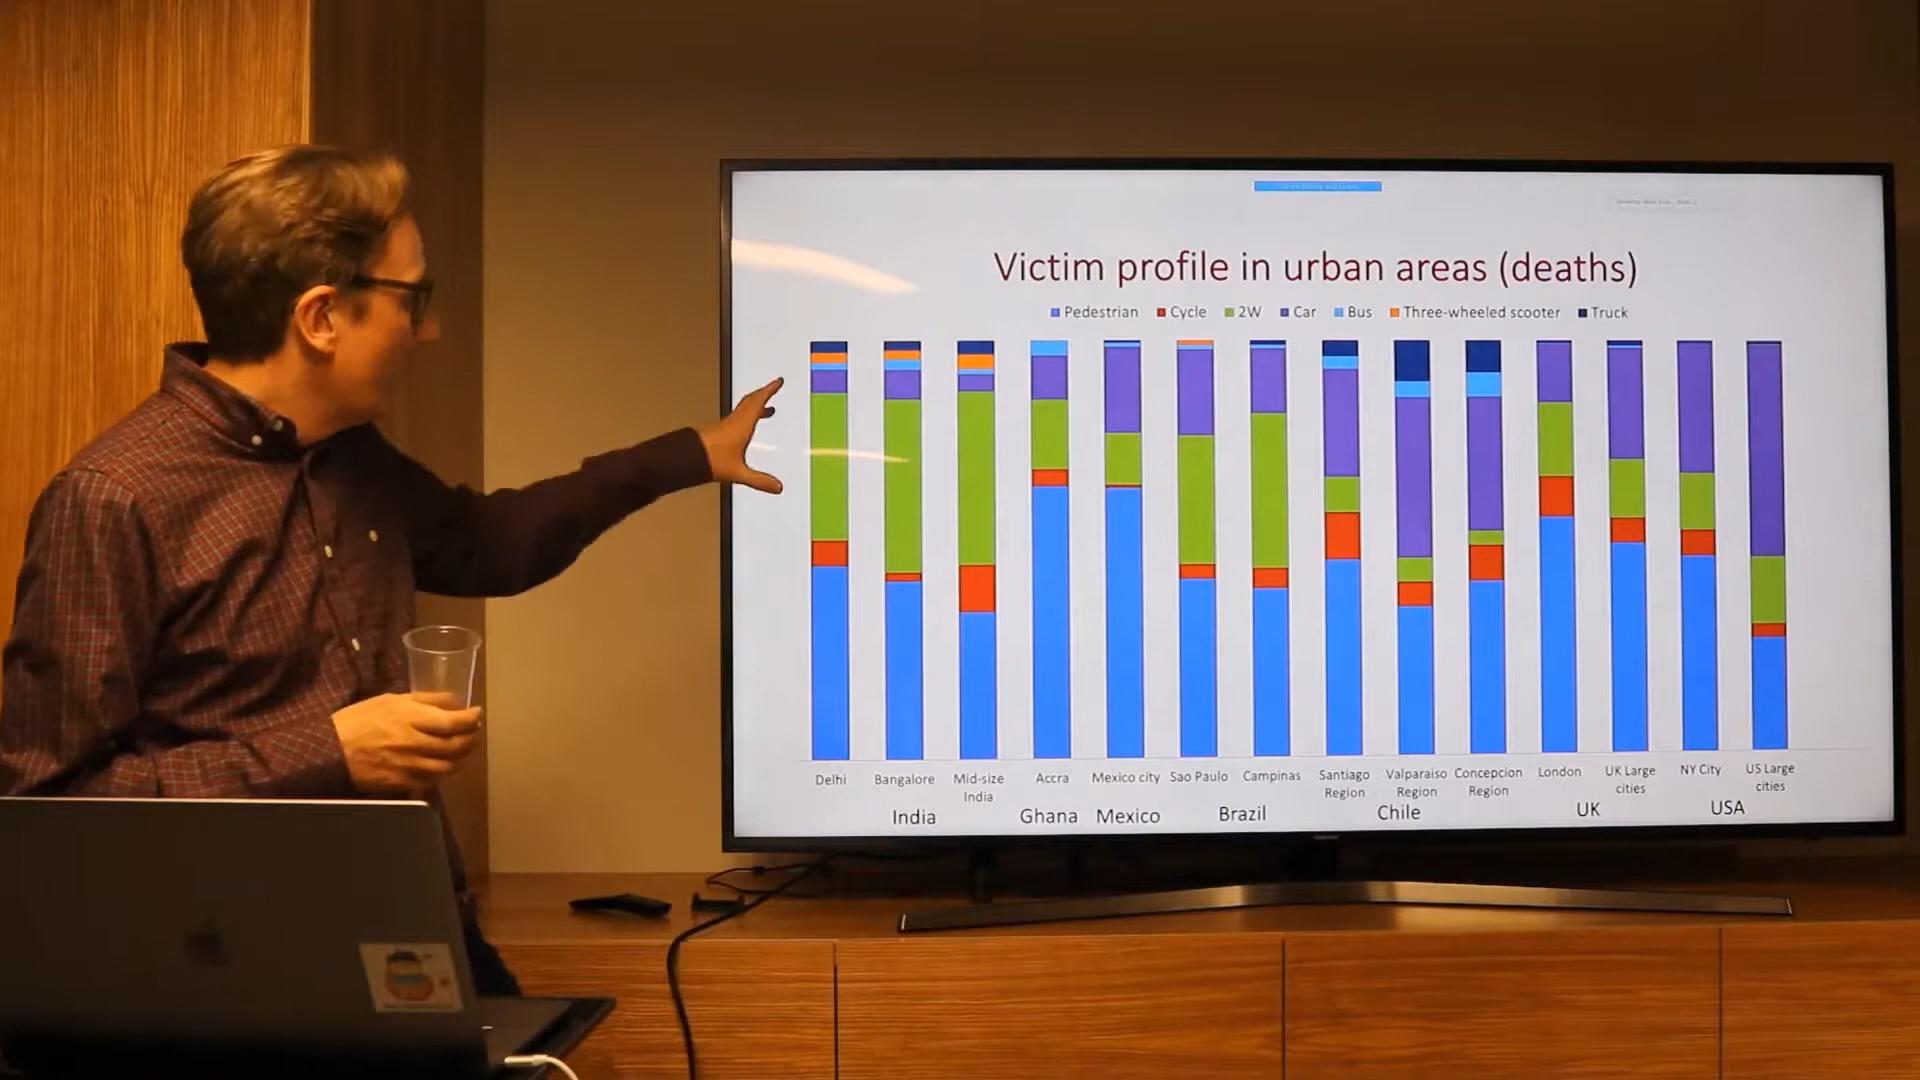 Victim profile in urban areas (deaths)
Pedestrian Cycle 2W Car Bus Three-wheeled scooter Truck
Delhi Bangalore Mid-size India Accra Mexico city Sao Paulo Campinas Santiago Region Valparaiso Region Concepcion Region London UK Large cities NY City US Large cities
India Ghana Mexico Brazil Chile UK USA